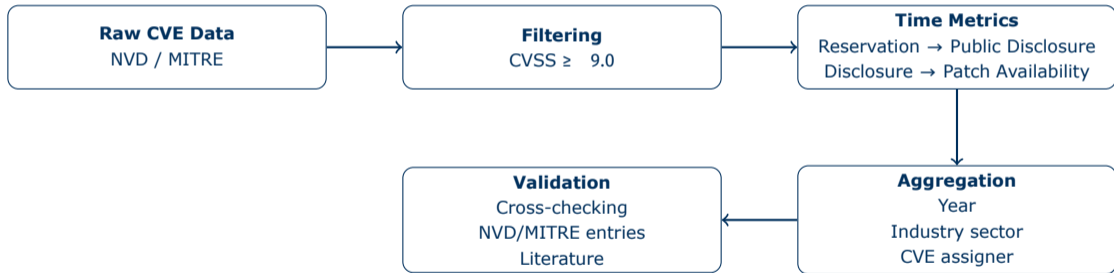 Raw CVE Data
NVD / MITRE
Filtering
CVSS ≥ 9.0
Time Metrics
Reservation → Public Disclosure
Disclosure → Patch Availability
Aggregation
Year
Industry sector
CVE assigner
Validation
Cross-checking
NVD/MITRE entries
Literature